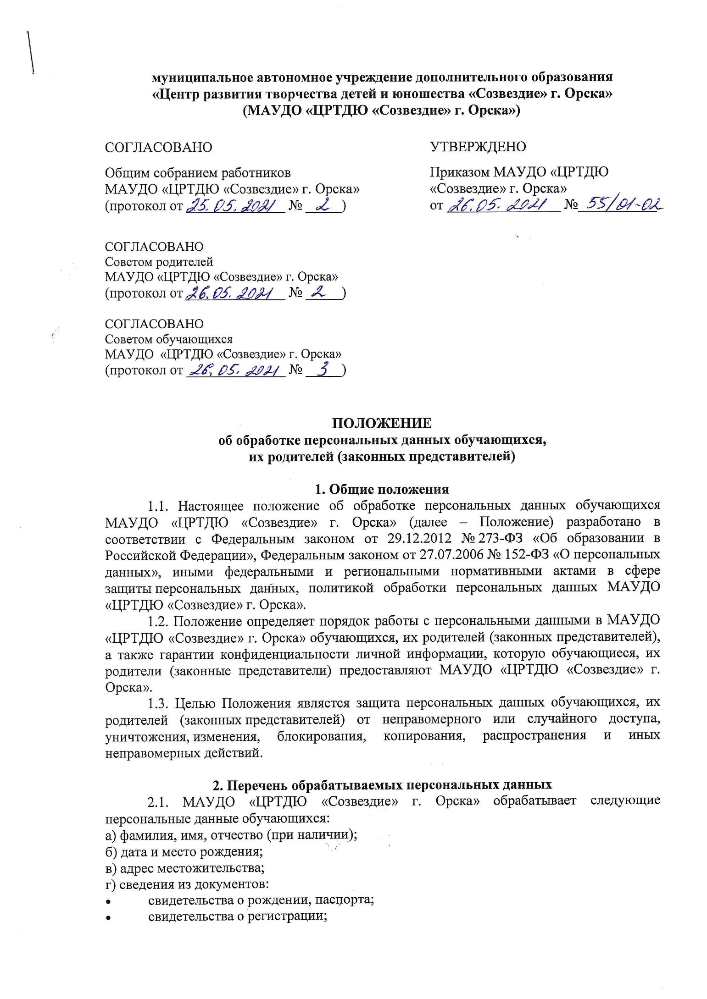 муниципальное автономное учреждение дополнительного образования
«Центр развития творчества детей и юношества «Созвездие» г. Орска»
(МАУДО «ЦРТДЮ «Созвездие» г. Орска»)
СОГЛАСОВАНО
Общим собранием работников
МАУДО «ЦРТДЮ «Созвездие» г. Орска»
(протокол от 25.05.2021 № 2)
УТВЕРЖДЕНО
Приказом МАУДО «ЦРТДЮ
«Созвездие» г. Орска»
от 26.05.2021 № 55/01-02
СОГЛАСОВАНО
Советом родителей
МАУДО «ЦРТДЮ «Созвездие» г. Орска»
(протокол от 26.05.2021 № 2)
СОГЛАСОВАНО
Советом обучающихся
МАУДО «ЦРТДЮ «Созвездие» г. Орска»
(протокол от 26.05.2021 № 3)
ПОЛОЖЕНИЕ
об обработке персональных данных обучающихся,
их родителей (законных представителей)
1. Общие положения
1.1. Настоящее положение об обработке персональных данных обучающихся
МАУДО «ЦРТДЮ «Созвездие» г. Орска» (далее – Положение) разработано в
соответствии с Федеральным законом от 29.12.2012 № 273-ФЗ «Об образовании в
Российской Федерации», Федеральным законом от 27.07.2006 № 152-ФЗ «О персональных
данных», иными федеральными и региональными нормативными актами в сфере
защиты персональных данных, политикой обработки персональных данных МАУДО
«ЦРТДЮ «Созвездие» г. Орска».
1.2. Положение определяет порядок работы с персональными данными в МАУДО
«ЦРТДЮ «Созвездие» г. Орска» обучающихся, их родителей (законных представителей),
а также гарантии конфиденциальности личной информации, которую обучающиеся, их
родители (законные представители) предоставляют МАУДО «ЦРТДЮ «Созвездие» г.
Орска».
1.3. Целью Положения является защита персональных данных обучающихся, их
родителей (законных представителей) от неправомерного или случайного доступа,
уничтожения, изменения, блокирования, копирования, распространения и иных
неправомерных действий.
2. Перечень обрабатываемых персональных данных
2.1. МАУДО «ЦРТДЮ «Созвездие» г. Орска» обрабатывает следующие
персональные данные обучающихся:
а) фамилия, имя, отчество (при наличии);
б) дата и место рождения;
в) адрес местожительства;
г) сведения из документов:
• свидетельства о рождении, паспорта;
• свидетельства о регистрации;